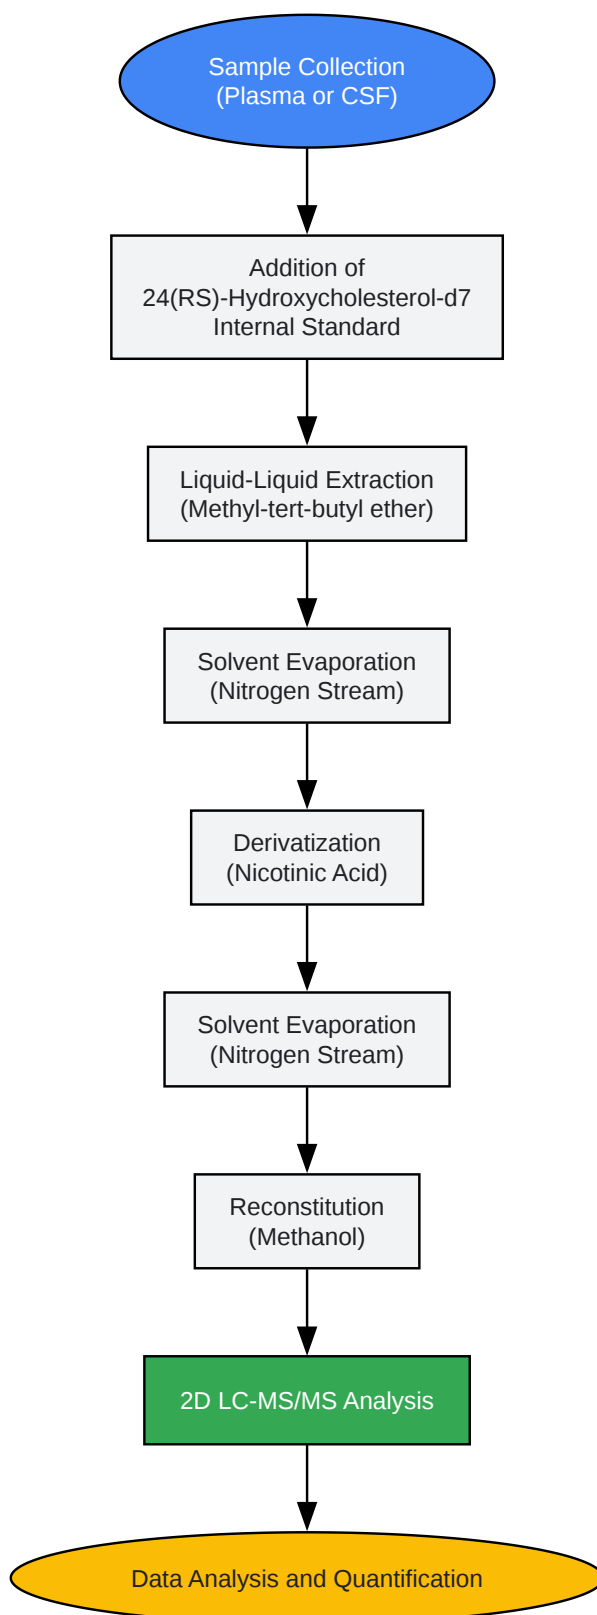 Sample Collection
(Plasma or CSF)
Addition of
24(RS)-Hydroxycholesterol-d7
Internal Standard
Liquid-Liquid Extraction
(Methyl-tert-butyl ether)
Solvent Evaporation
(Nitrogen Stream)
Derivatization
(Nicotinic Acid)
Solvent Evaporation
(Nitrogen Stream)
Reconstitution
(Methanol)
2D LC-MS/MS Analysis
Data Analysis and Quantification